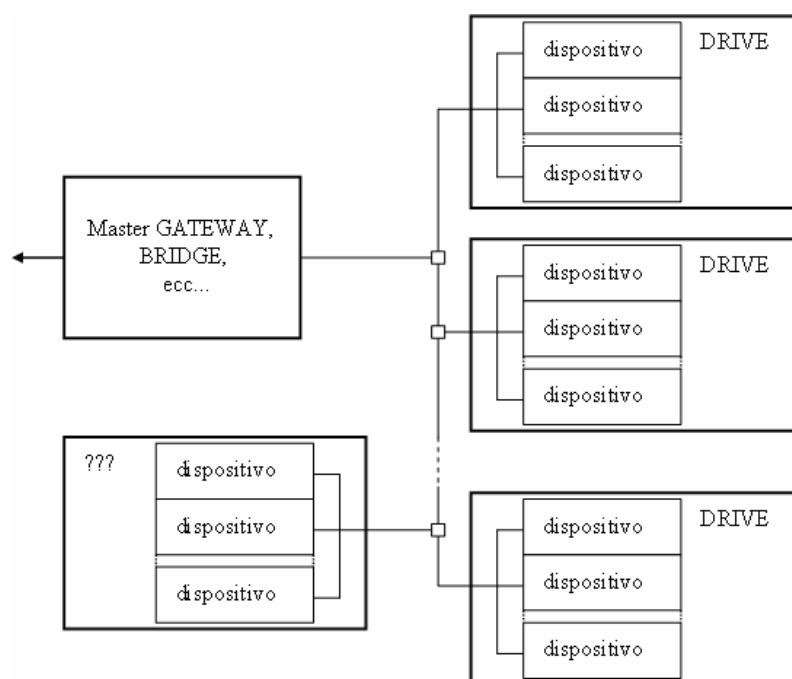 dispositivo
DRIVE
dispositivo
dispositivo
Master GATEWAY,
BRIDGE,
ecc...
dispositivo
DRIVE
dispositivo
dispositivo
???
dispositivo
dispositivo
dispositivo
dispositivo
DRIVE
dispositivo
dispositivo